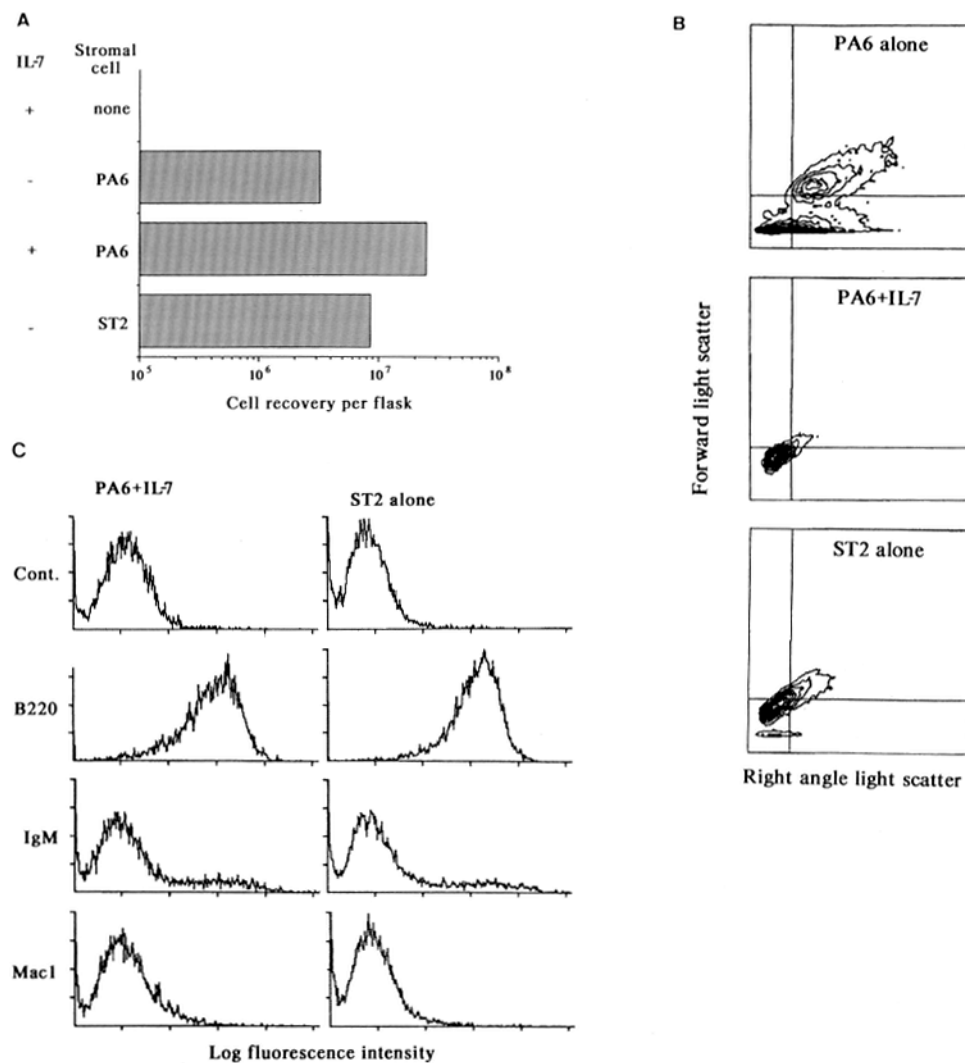 A
IL-7 Stromal cell
+ none
- PA6
+ PA6
- ST2
10^5 10^6 10^7 10^8
Cell recovery per flask
B
PA6 alone
PA6+IL-7
ST2 alone
Forward light scatter
Right angle light scatter
C
PA6+IL-7 ST2 alone
Cont.
B220
IgM
Mac1
Log fluorescence intensity